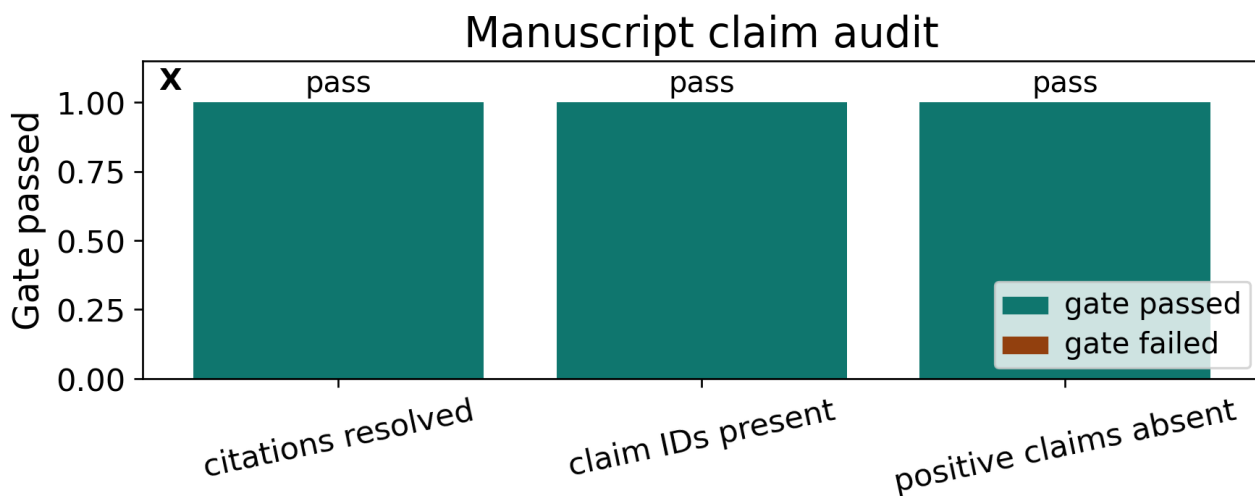 Manuscript claim audit
X
pass
pass
pass
Gate passed
1.00
0.75
0.50
0.25
0.00
gate passed
gate failed
citations resolved
claim IDs present
positive claims absent